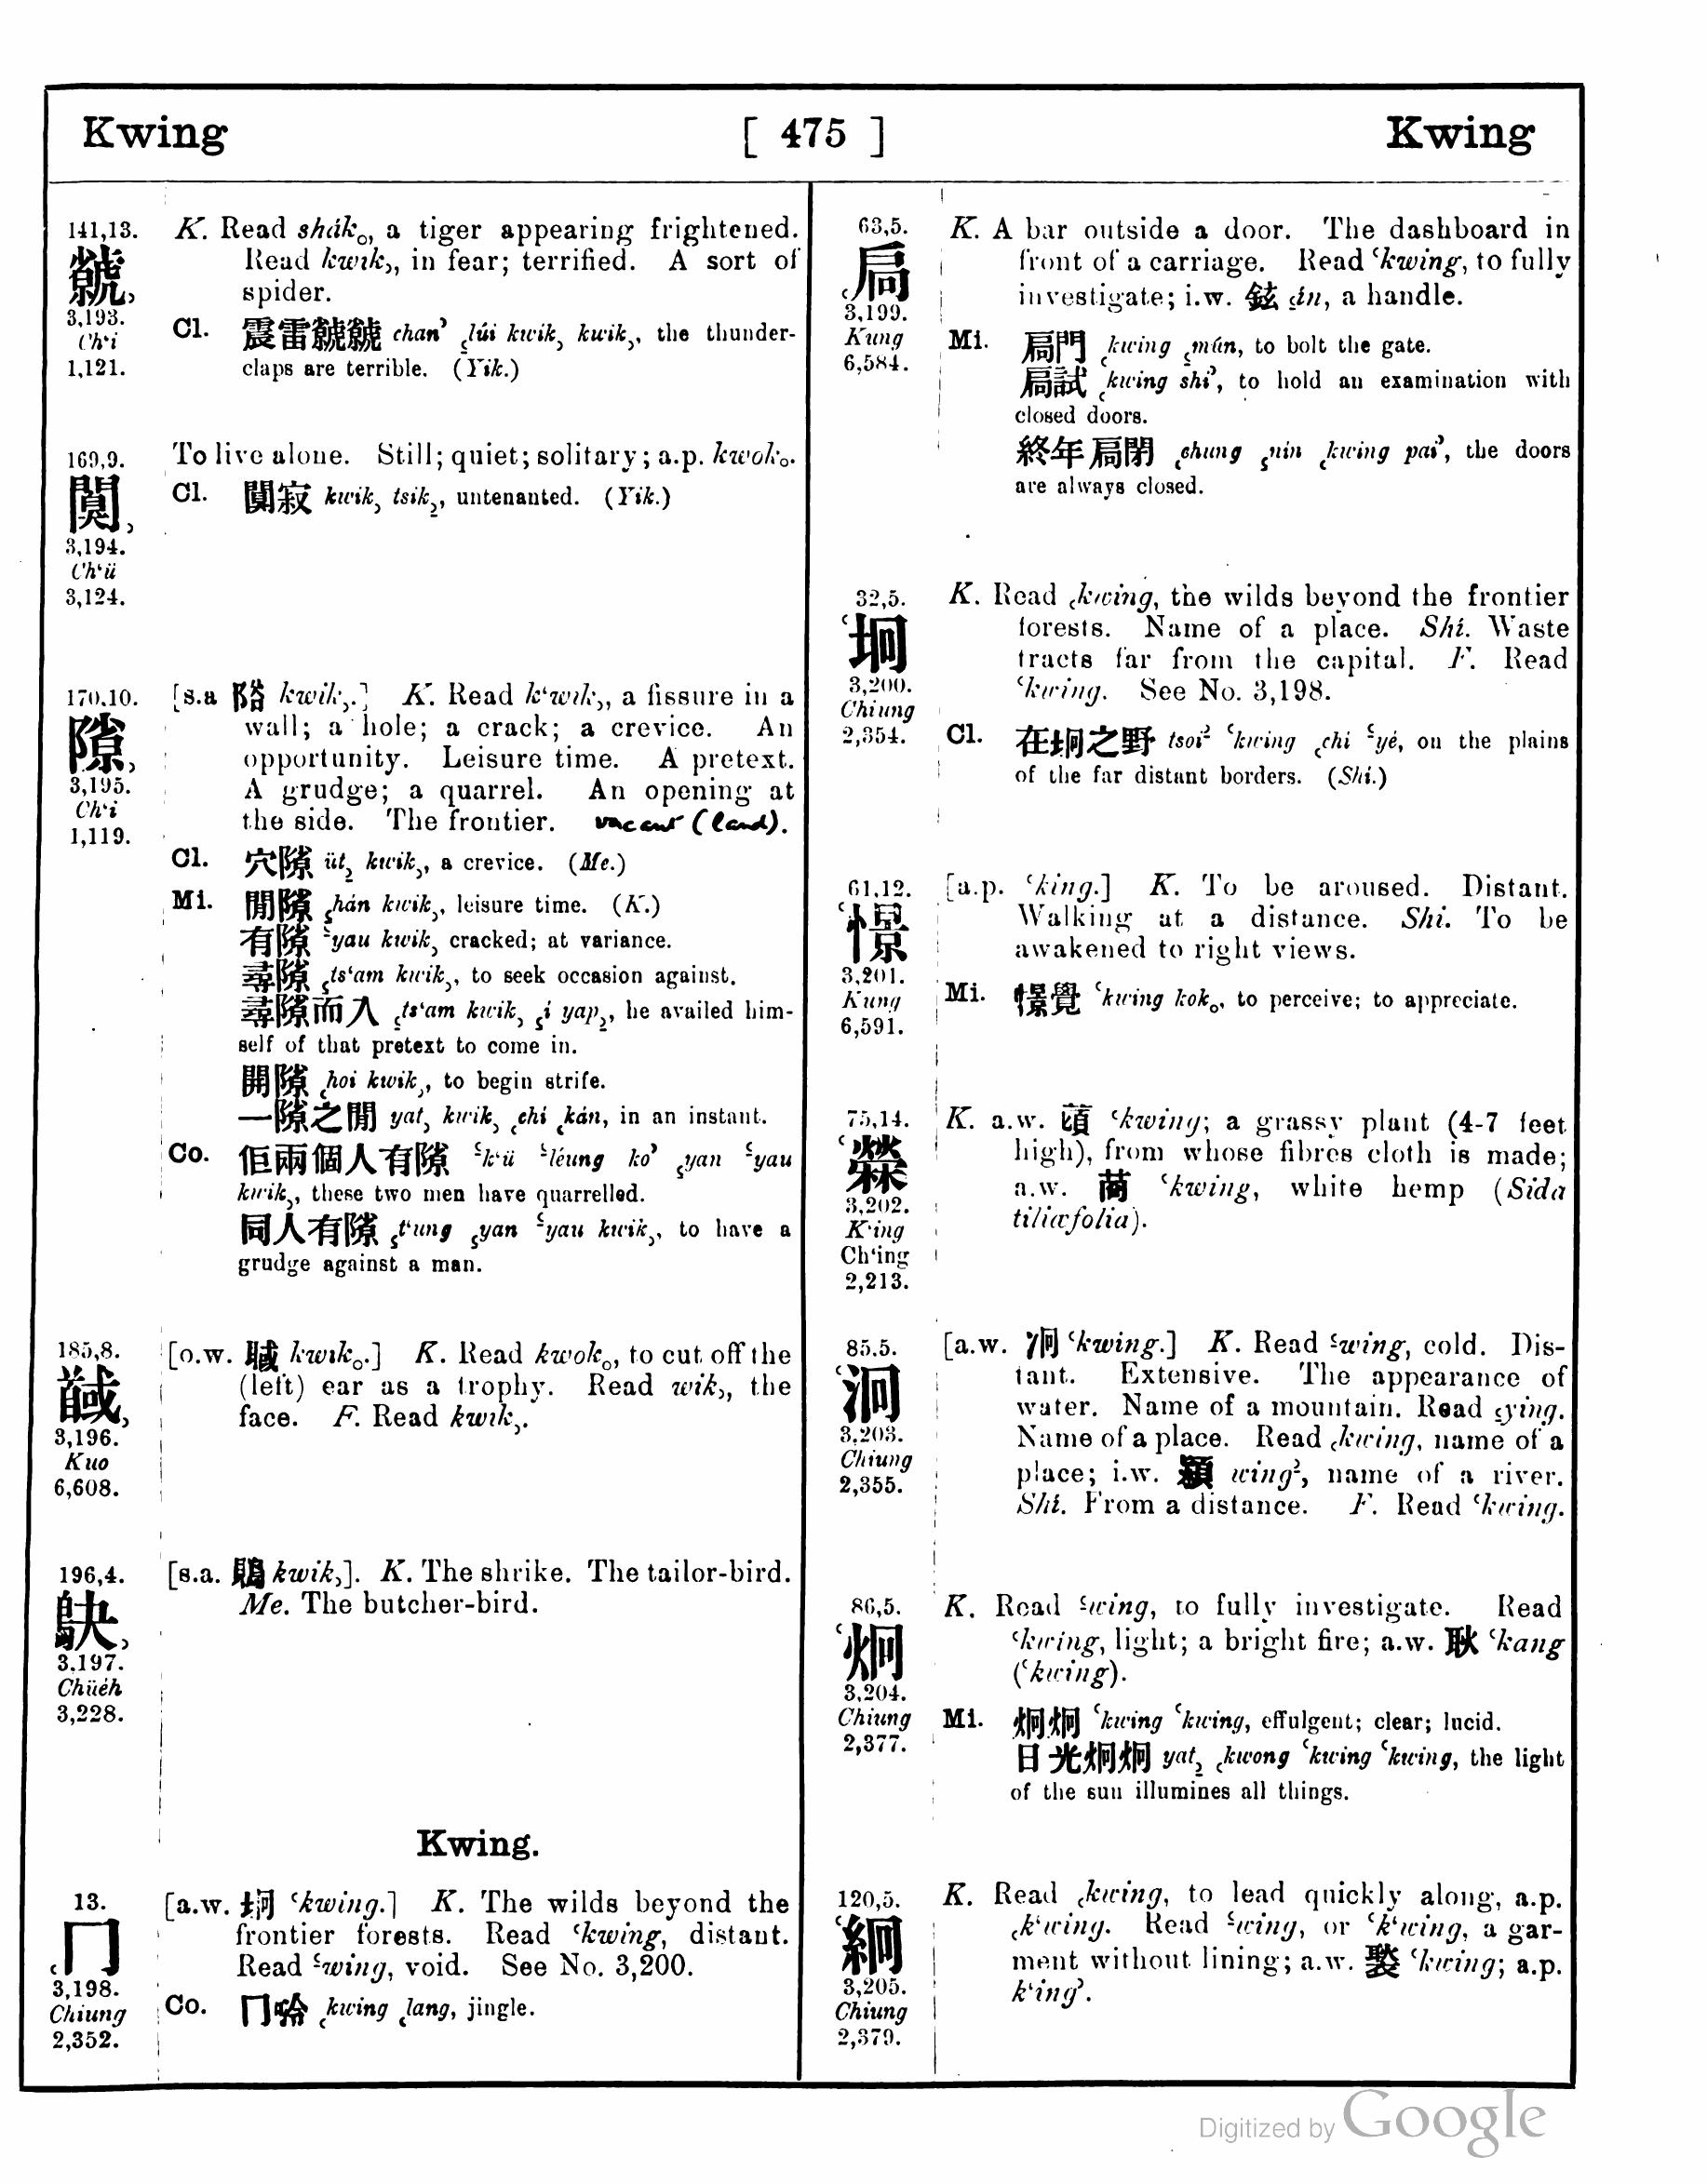 Kwing [ 475 ] Kwing
141,13.
虩,
3,193.
Ch‘i
1,121.
K. Read shák。, a tiger appearing frightened.
Read kwik,, in fear; terrified. A sort of
spider.
Cl. 震雷虩虩 chan’ ˛lúi kwik, kwik,, the thunder-
claps are terrible. (Yik.)
169,9.
闃,
3,194.
Ch‘ü
3,124.
To live alone. Still; quiet; solitary; a.p. kwok。.
Cl. 闃寂 kwik, tsik,, untenanted. (Yik.)
170,10.
隙,
3,195.
Ch‘i
1,119.
[s.a kwik,.] K. Read k‘wik,, a fissure in a
wall; a hole; a crack; a crevice. An
opportunity. Leisure time. A pretext.
A grudge; a quarrel. An opening at
the side. The frontier. vacant (land).
Cl. 穴隙 üt, kwik,, a crevice. (Me.)
Mi. 閒隙 ˛hán kwik,, leisure time. (K.)
有隙 ‘yau kwik, cracked; at variance.
尋隙 ˛ts‘am kwik,, to seek occasion against.
尋隙而入 ˛ts‘am kwik, ˛í yap,, he availed him-
self of that pretext to come in.
開隙 ˛hoi kwik,, to begin strife.
一隙之閒 yat, kwik, ˛chi ˛kán, in an instant.
Co. 佢兩個人有隙 ‘k‘ü ‘léung ko’ ˛yan ‘yau
kwik,, these two men have quarrelled.
同人有隙 ˛t‘ung ˛yan ‘yau kwik,, to have a
grudge against a man.
185,8.
馘,
3,196.
Kuo
6,608.
[o.w. 聝 kwik。.] K. Read kwok。, to cut off the
(left) ear as a trophy. Read wik,, the
face. F. Read kwik,.
196,4.
鴃,
3,197.
Chüeh
3,228.
[s.a. 鶪 kwik,]. K. The shrike. The tailor-bird.
Me. The butcher-bird.
Kwing.
13.
˛冂
3,198.
Chiung
2,352.
[a.w. 坰 ‘kwing.] K. The wilds beyond the
frontier forests. Read ‘kwing, distant.
Read ‘wing, void. See No. 3,200.
Co. 冂唥 ˛kwing ˛lang, jingle.
63,5.
˛扃
3,199.
Kung
6,584.
K. A bar outside a door. The dashboard in
front of a carriage. Read ‘kwing, to fully
investigate; i.w. 鉉 ˛ün, a handle.
Mi. 扃門 ˛kwing ˛mún, to bolt the gate.
扃試 ˛kwing shi’, to hold an examination with
closed doors.
終年扃閉 ˛chung ˛nin ˛kwing pai’, the doors
are always closed.
32,5.
‘坰
3,200.
Chiung
2,354.
K. Read ˛kwing, the wilds beyond the frontier
forests. Name of a place. Shi. Waste
tracts far from the capital. F. Read
‘kwing. See No. 3,198.
Cl. 在坰之野 tsoi² ‘kwing ˛chi ‘yé, on the plains
of the far distant borders. (Shi.)
61,12.
‘憬
3,201.
Kung
6,591.
[a.p. ‘king.] K. To be aroused. Distant.
Walking at a distance. Shi. To be
awakened to right views.
Mi. 憬覺 ‘kwing kok。, to perceive; to appreciate.
75,14.
‘檾
3,202.
K‘ing
Ch‘ing
2,213.
K. a.w. ‘kwing; a grassy plant (4-7 feet
high), from whose fibres cloth is made;
a.w. ‘kwing, white hemp (Sida
tiliæfolia).
85,5.
‘泂
3,203.
Chiung
2,355.
[a.w. 冋 ‘kwing.] K. Read ‘wing, cold. Dis-
tant. Extensive. The appearance of
water. Name of a mountain. Read ˛ying.
Name of a place. Read ˛kwing, name of a
place; i.w. 潁 wing², name of a river.
Shi. From a distance. F. Read ‘kwing.
86,5.
‘炯
3,204.
Chiung
2,377.
K. Read ‘wing, to fully investigate. Read
‘kwing, light; a bright fire; a.w. 耿 ‘kang
(‘kwing).
Mi. 炯炯 ‘kwing ‘kwing, effulgent; clear; lucid.
日光炯炯 yat, ˛kwong ‘kwing ‘kwing, the light
of the sun illumines all things.
120,5.
‘絅
3,205.
Chiung
2,379.
K. Read ˛kwing, to lead quickly along, a.p.
˛k‘wing. Read ‘wing, or ‘k‘wing, a gar-
ment without lining; a.w. 褧 ‘kwing; a.p.
k‘ing’.
Digitized by Google